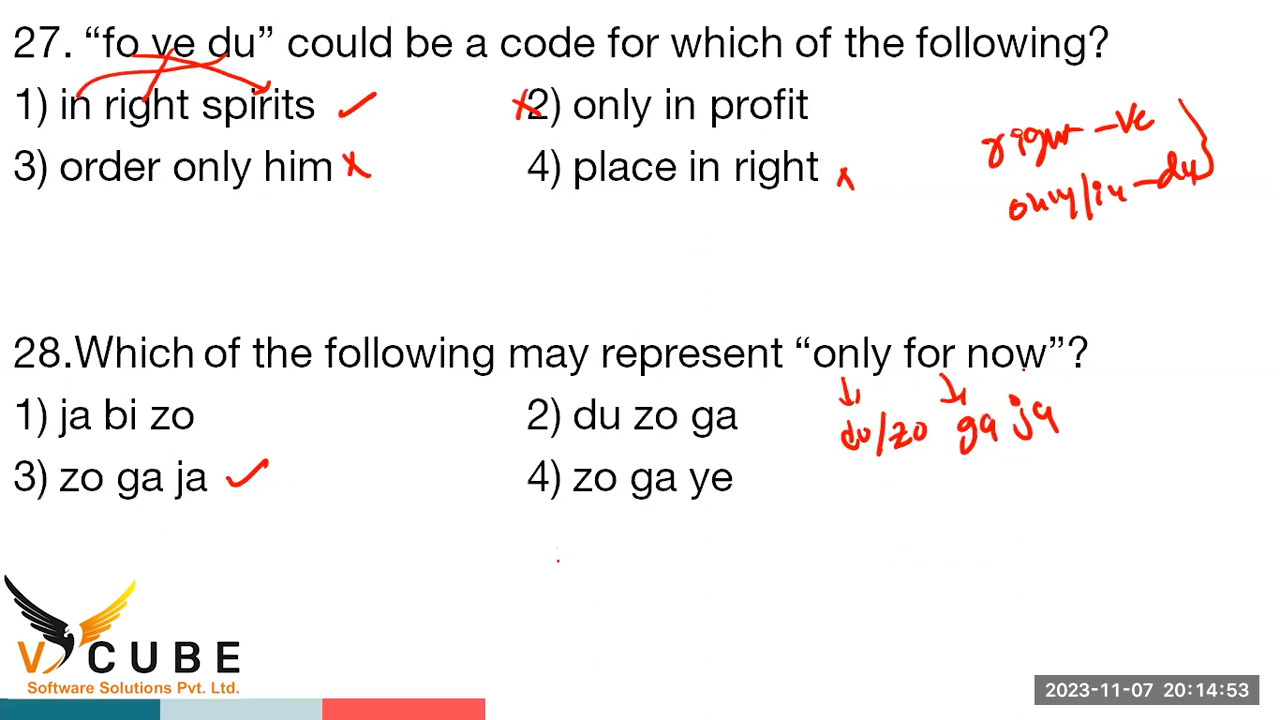 27. “fo ve du” could be a code for which of the following?
1) in right spirits
2) only in profit
3) order only him
4) place in right
right - ve
only/in - du
28.Which of the following may represent “only for now”?
1) ja bi zo
2) du zo ga
du/zo ga ja
3) zo ga ja
4) zo ga ye
V CUBE
Software Solutions Pvt. Ltd.
2023-11-07 20:14:53